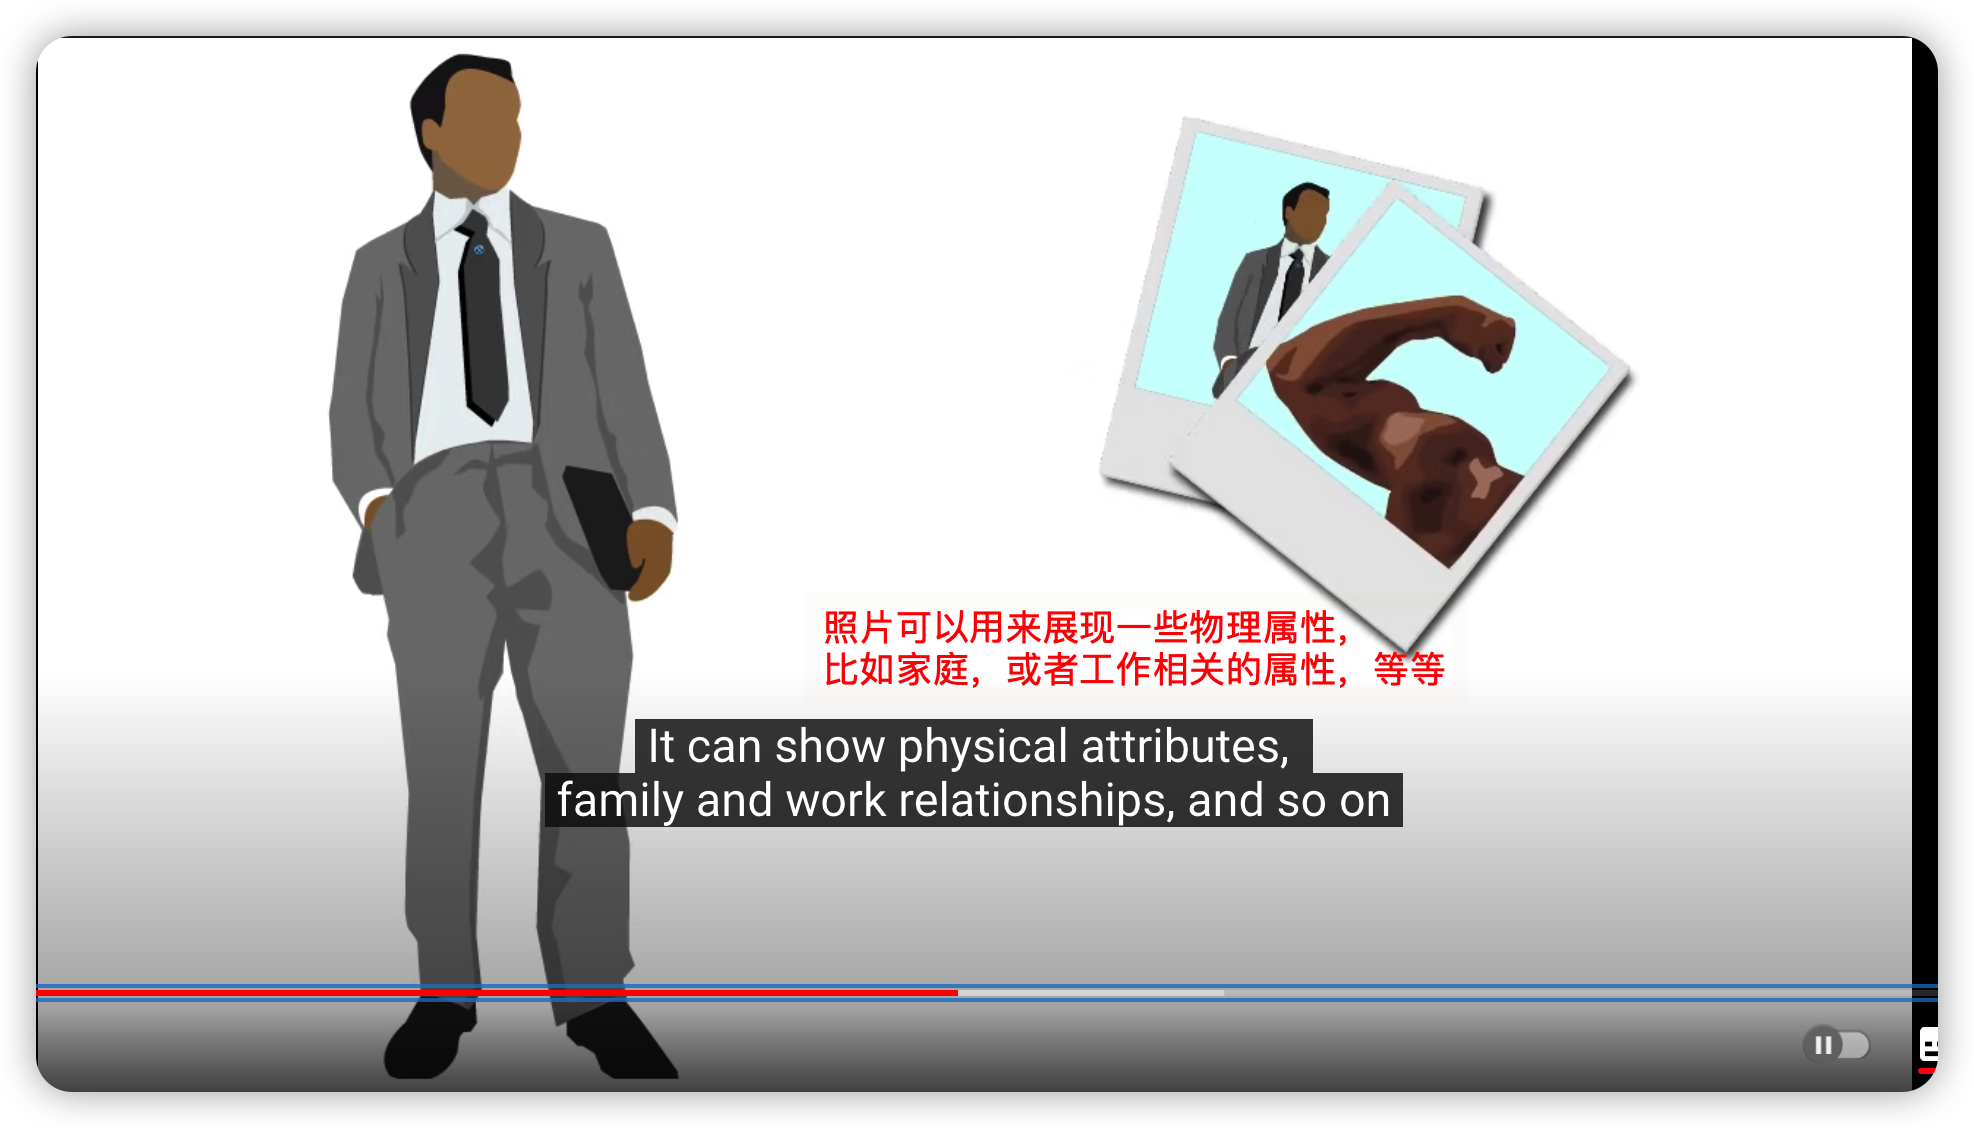 照片可以用来展现一些物理属性，
比如家庭，或者工作相关的属性，等等
It can show physical attributes,
family and work relationships, and so on